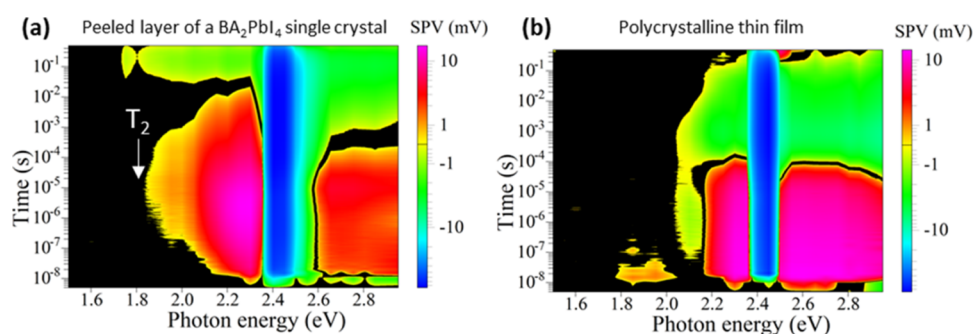 (a) Peeled layer of a BA₂PbI₄ single crystal SPV (mV)
10⁻¹
10⁻²
10⁻³
10⁻⁴
10⁻⁵
10⁻⁶
10⁻⁷
10⁻⁸
Time (s)
T₂
1.6 1.8 2.0 2.2 2.4 2.6 2.8
Photon energy (eV)
10
1
-1
-10
(b) Polycrystalline thin film SPV (mV)
10⁻¹
10⁻²
10⁻³
10⁻⁴
10⁻⁵
10⁻⁶
10⁻⁷
10⁻⁸
Time (s)
1.6 1.8 2.0 2.2 2.4 2.6 2.8
Photon energy (eV)
10
1
-1
-10